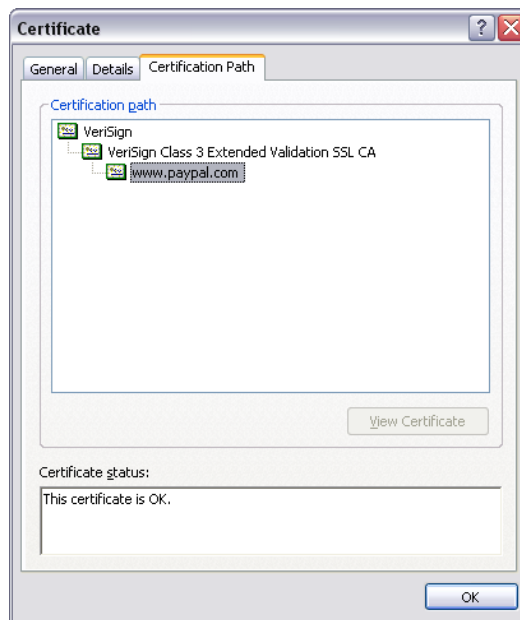 Certificate
General Details Certification Path
Certification path
VeriSign
VeriSign Class 3 Extended Validation SSL CA
www.paypal.com
View Certificate
Certificate status:
This certificate is OK.
OK